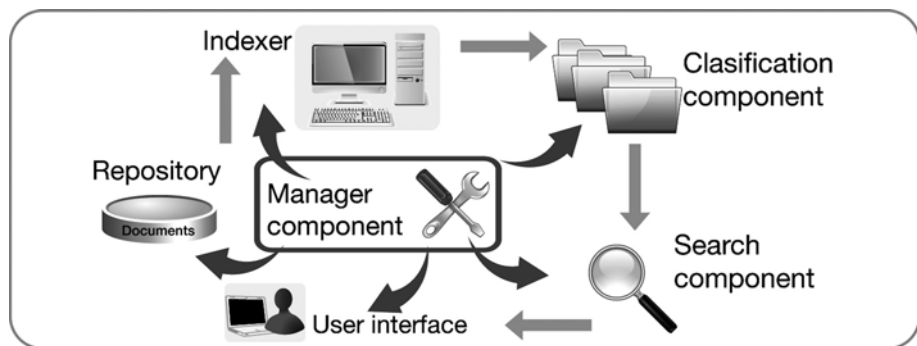 Indexer
Clasification
component
Repository
Documents
Manager
component
Search
component
User interface